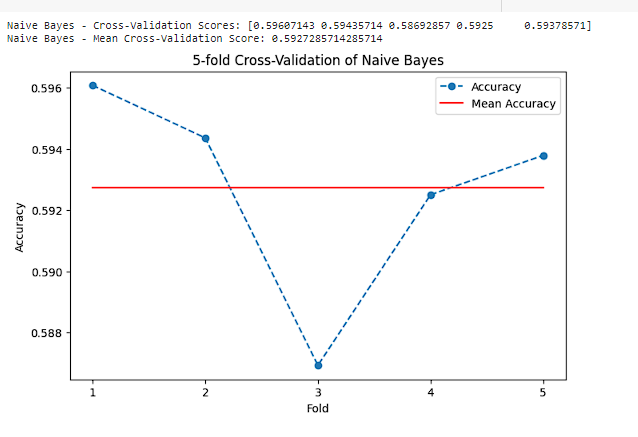 Naive Bayes - Cross-Validation Scores: [0.59607143 0.59435714 0.58692857 0.5925     0.59378571]
Naive Bayes - Mean Cross-Validation Score: 0.5927285714285714
5-fold Cross-Validation of Naive Bayes
Accuracy
Mean Accuracy
0.596
0.594
0.592
0.590
0.588
Accuracy
1 2 3 4 5
Fold